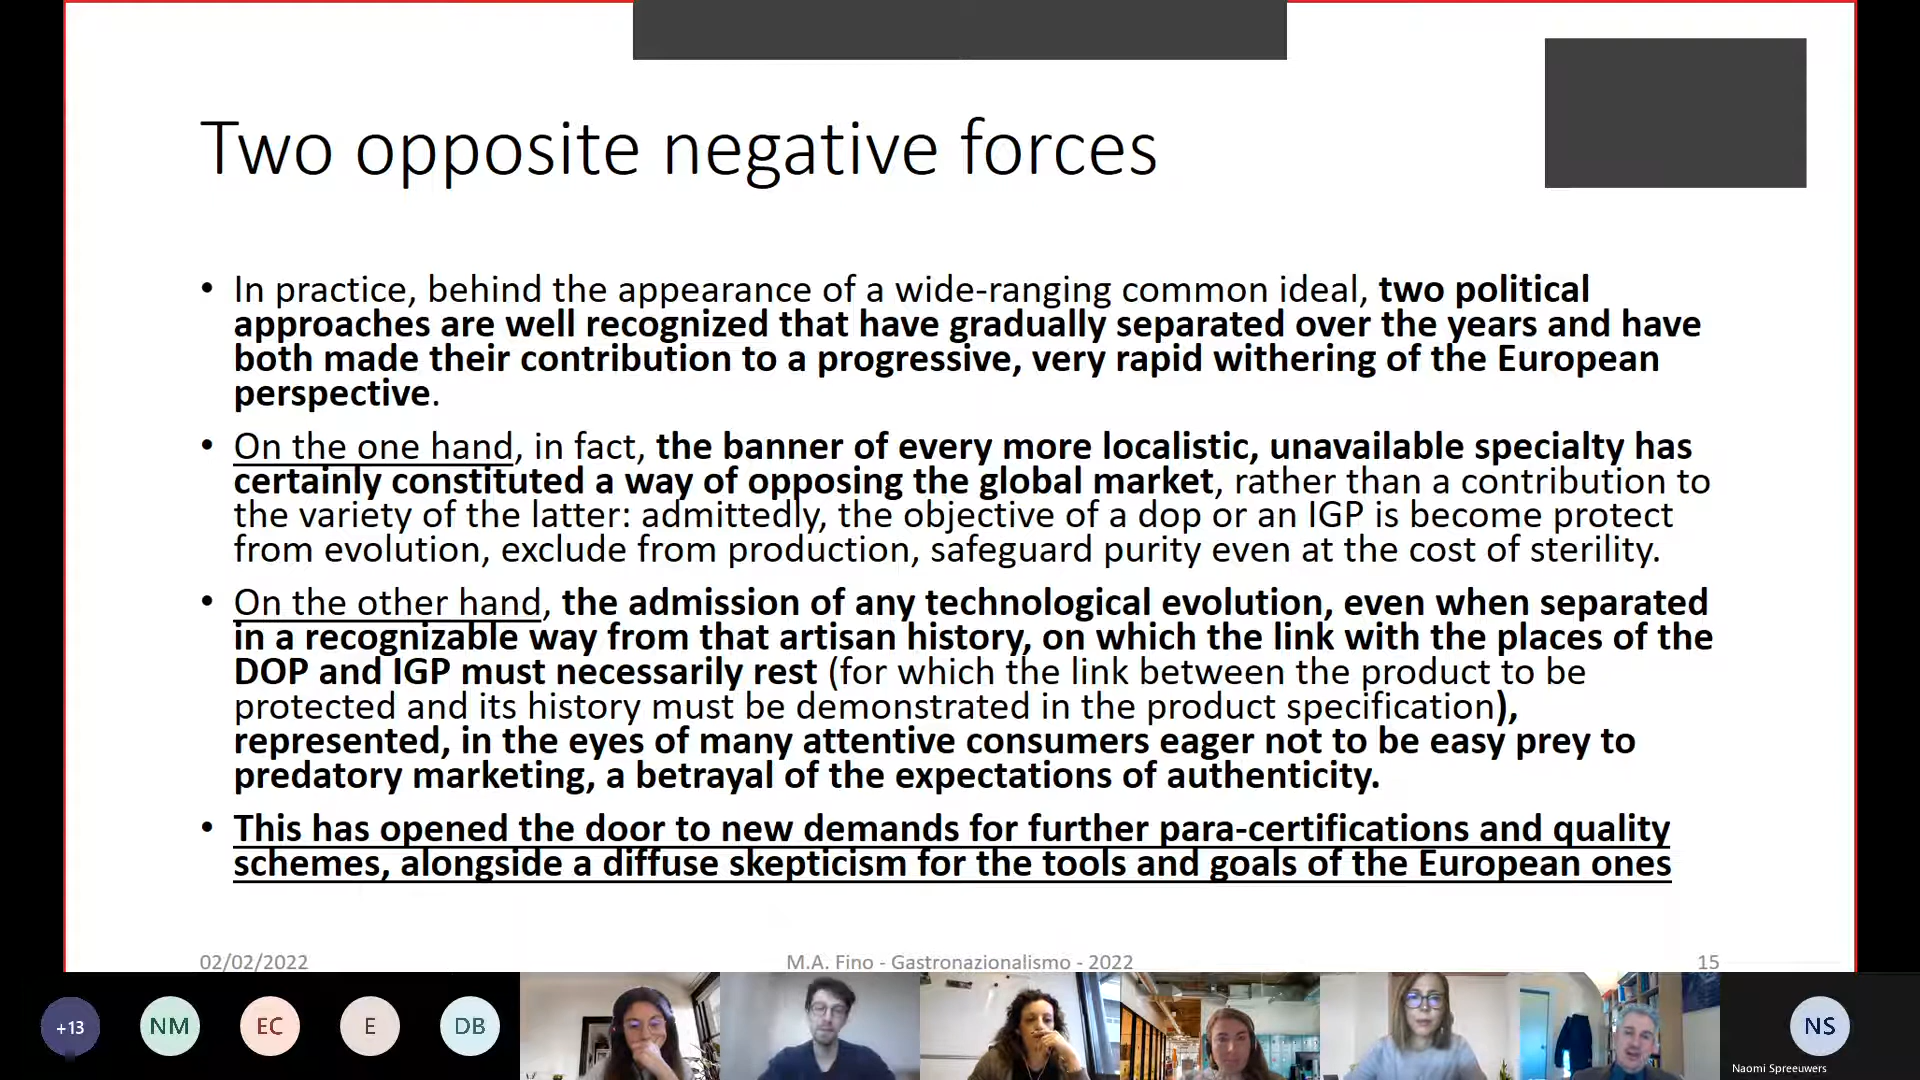 Two opposite negative forces
• In practice, behind the appearance of a wide-ranging common ideal, two political
approaches are well recognized that have gradually separated over the years and have
both made their contribution to a progressive, very rapid withering of the European
perspective.
• On the one hand, in fact, the banner of every more localistic, unavailable specialty has
certainly constituted a way of opposing the global market, rather than a contribution to
the variety of the latter: admittedly, the objective of a dop or an IGP is become protect
from evolution, exclude from production, safeguard purity even at the cost of sterility.
• On the other hand, the admission of any technological evolution, even when separated
in a recognizable way from that artisan history, on which the link with the places of the
DOP and IGP must necessarily rest (for which the link between the product to be
protected and its history must be demonstrated in the product specification),
represented, in the eyes of many attentive consumers eager not to be easy prey to
predatory marketing, a betrayal of the expectations of authenticity.
• This has opened the door to new demands for further para-certifications and quality
schemes, alongside a diffuse skepticism for the tools and goals of the European ones
02/02/2022
M.A. Fino - Gastronazionalismo - 2022
15
+13
NM
EC
E
DB
NS
Naomi Spreeuwers